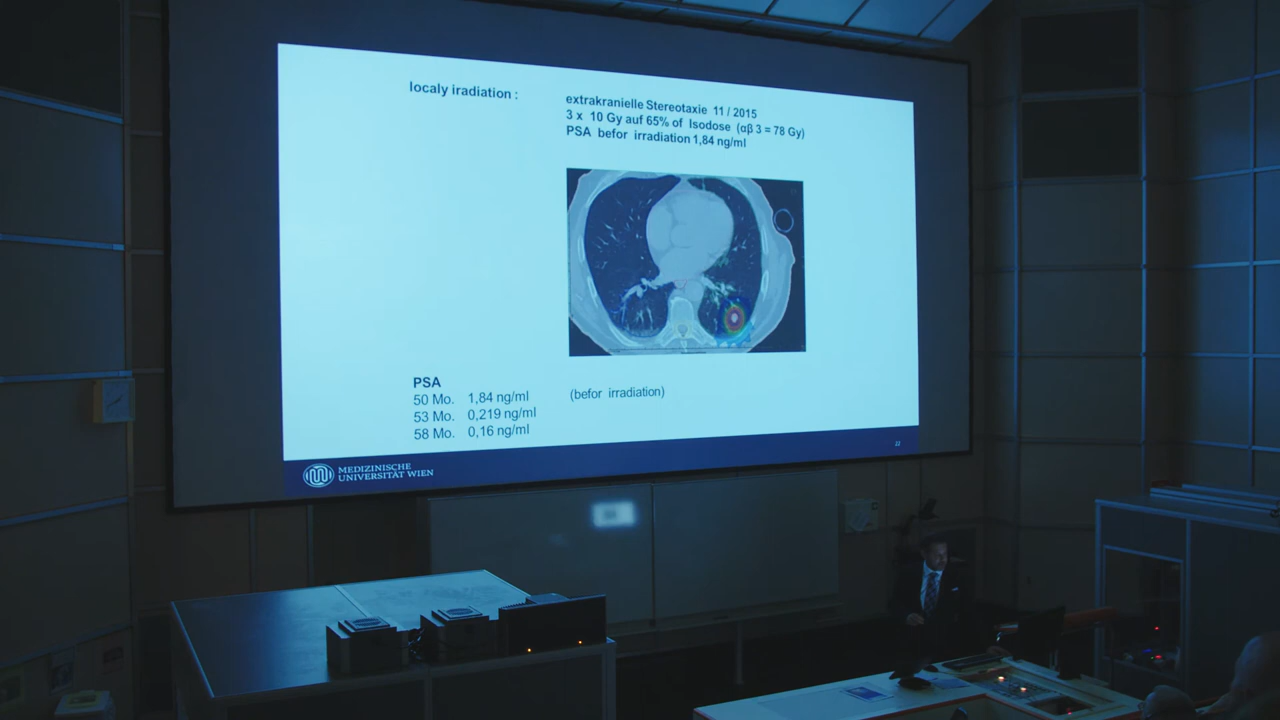 localy iradiation :
extrakranielle Stereotaxie 11 / 2015
3 x 10 Gy auf 65% of Isodose (αβ 3 = 78 Gy)
PSA befor irradiation 1,84 ng/ml
PSA
50 Mo. 1,84 ng/ml (befor irradiation)
53 Mo. 0,219 ng/ml
58 Mo. 0,16 ng/ml
MEDIZINISCHE
UNIVERSITÄT WIEN